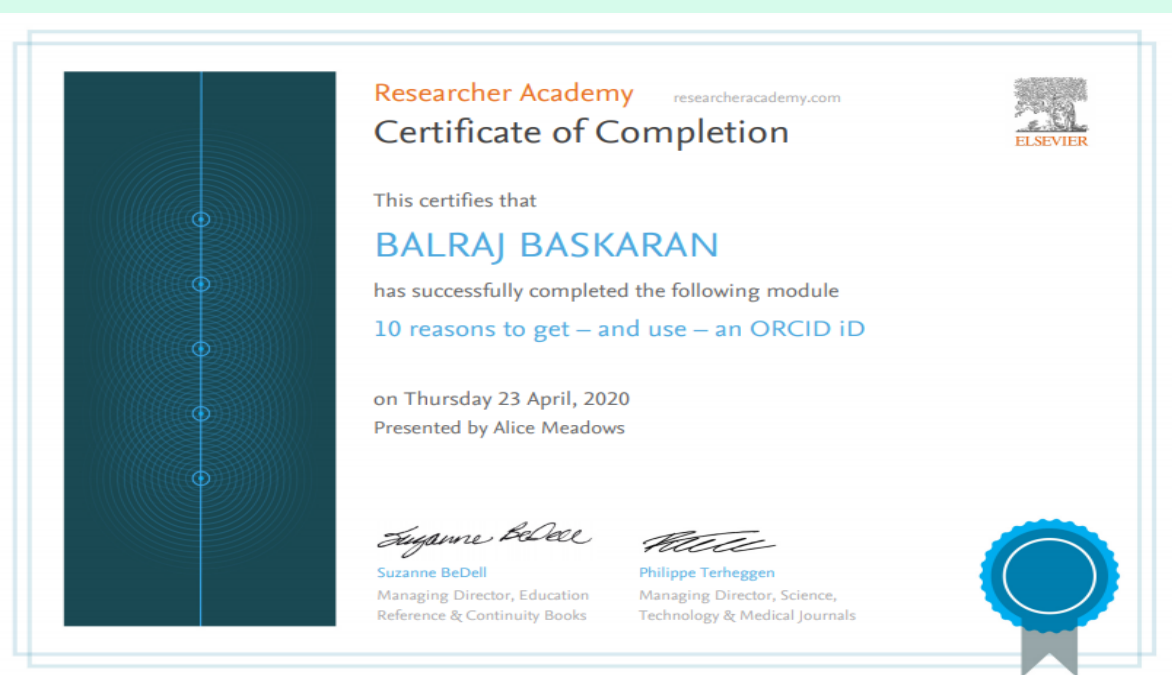 Researcher Academy researcheracademy.com
Certificate of Completion
ELSEVIER
This certifies that
BALRAJ BASKARAN
has successfully completed the following module
10 reasons to get – and use – an ORCID iD
on Thursday 23 April, 2020
Presented by Alice Meadows
Suzanne BeDell
Suzanne BeDell
Managing Director, Education
Reference & Continuity Books
Philippe Terheggen
Managing Director, Science,
Technology & Medical Journals